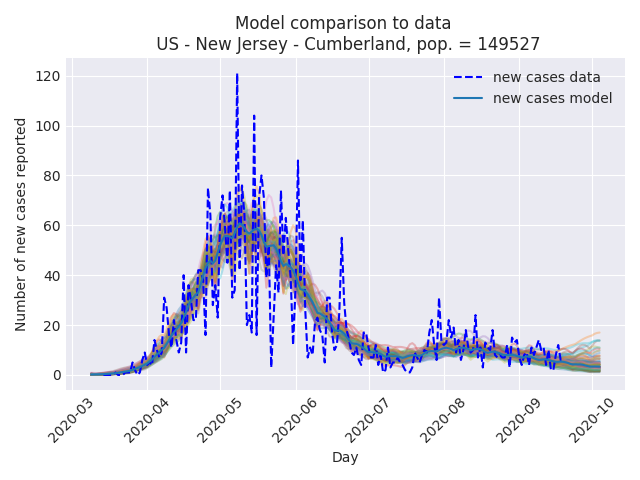 Model comparison to data
US - New Jersey - Cumberland, pop. = 149527
new cases data
new cases model
Number of new cases reported
120
100
80
60
40
20
0
2020-03
2020-04
2020-05
2020-06
2020-07
2020-08
2020-09
2020-10
Day